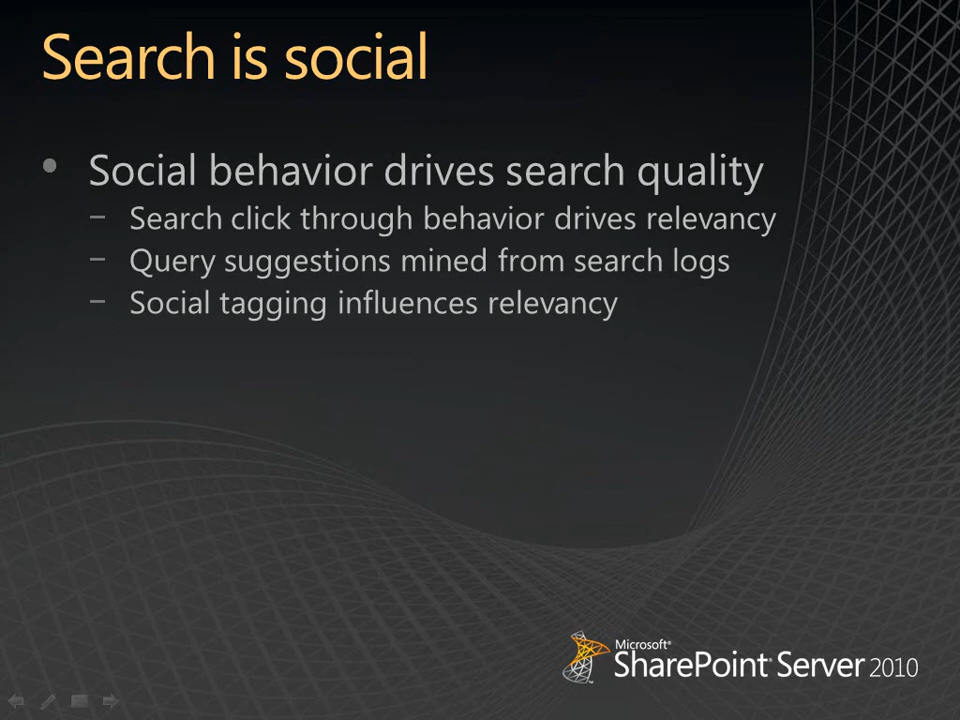 Search is social
• Social behavior drives search quality
– Search click through behavior drives relevancy
– Query suggestions mined from search logs
– Social tagging influences relevancy
Microsoft®
SharePoint® Server 2010